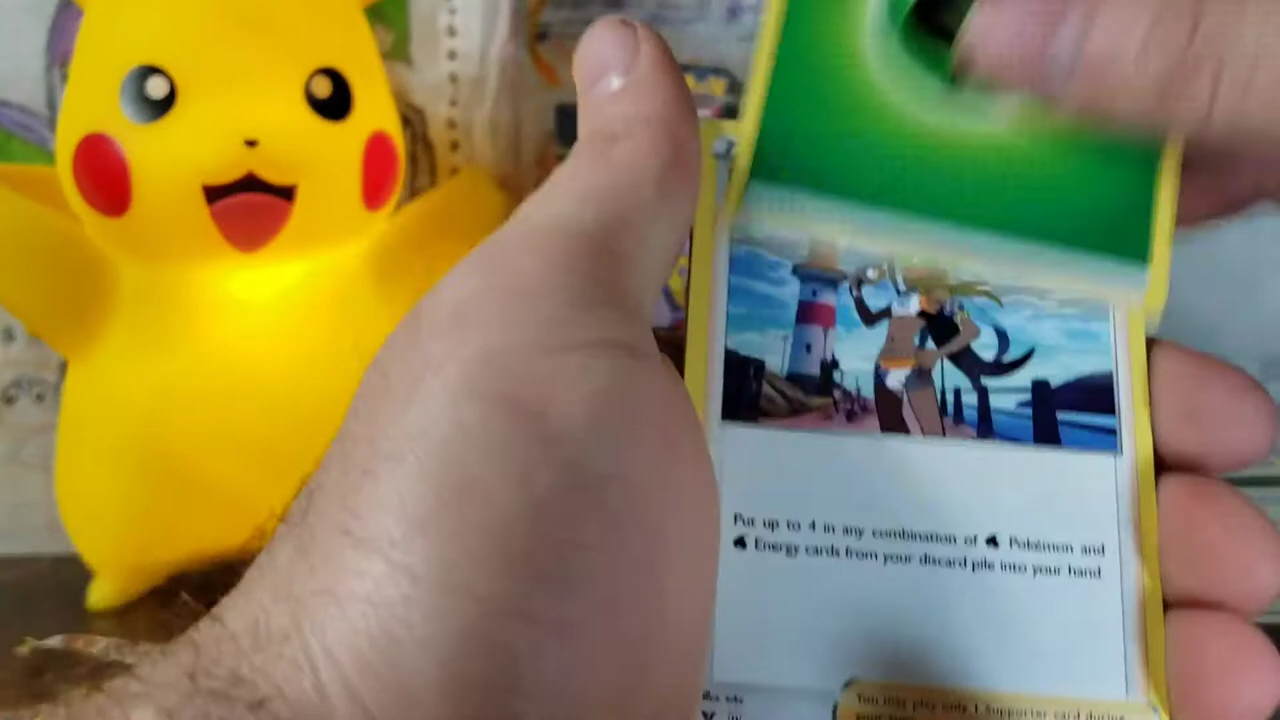 Put up to 4 in any combination of Pokémon and
Energy cards from your discard pile into your hand
You may play only 1 Supporter card during